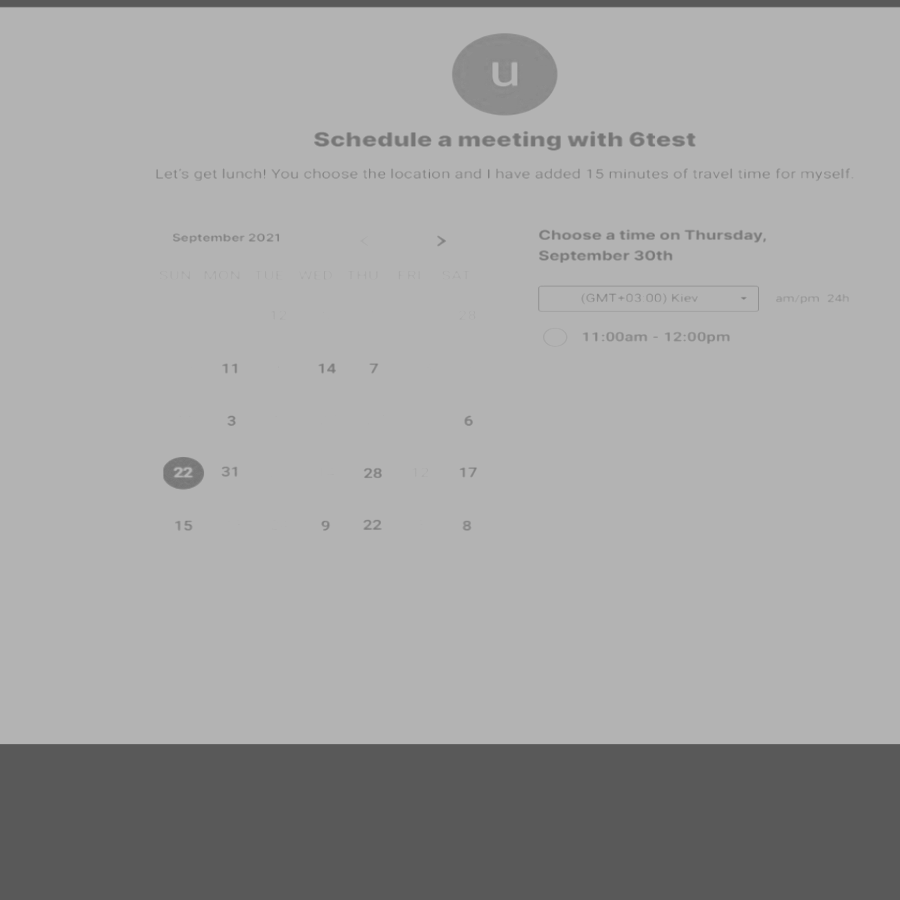 u
Schedule a meeting with 6test
Let's get lunch! You choose the location and I have added 15 minutes of travel time for myself.
September 2021 < >
SUN MON TUE WED THU FRI SAT
12
11 14 7
3 6
22 31 28 12 17
15 9 22 8
Choose a time on Thursday,
September 30th
(GMT+03:00) Kiev am/pm 24h
11:00am - 12:00pm